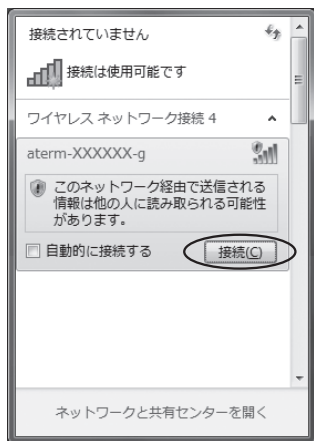 接続されていません
接続は使用可能です
ワイヤレス ネットワーク接続 4
aterm-XXXXXX-g
このネットワーク経由で送信される
情報は他の人に読み取られる可能性
があります。
自動的に接続する
接続(C)
ネットワークと共有センターを開く